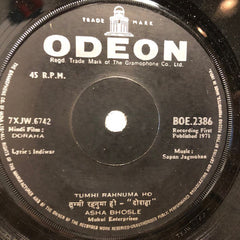 TRADE MARK
ODEON
Regd. Trade Mark of The Gramophone Co. Ltd.
45 R.P.M.
7XJW.6742
BOE.2386
Hindi Film:
DORAHA
Recording First
Published 1971
Lyric: Indiwar
Music:
Sapan Jagmohan
TUMHI RAHNUMA HO
तुम्ही रहनुमा हो - "दोराहा"
ASHA BHOSLE
Mukul Enterprises